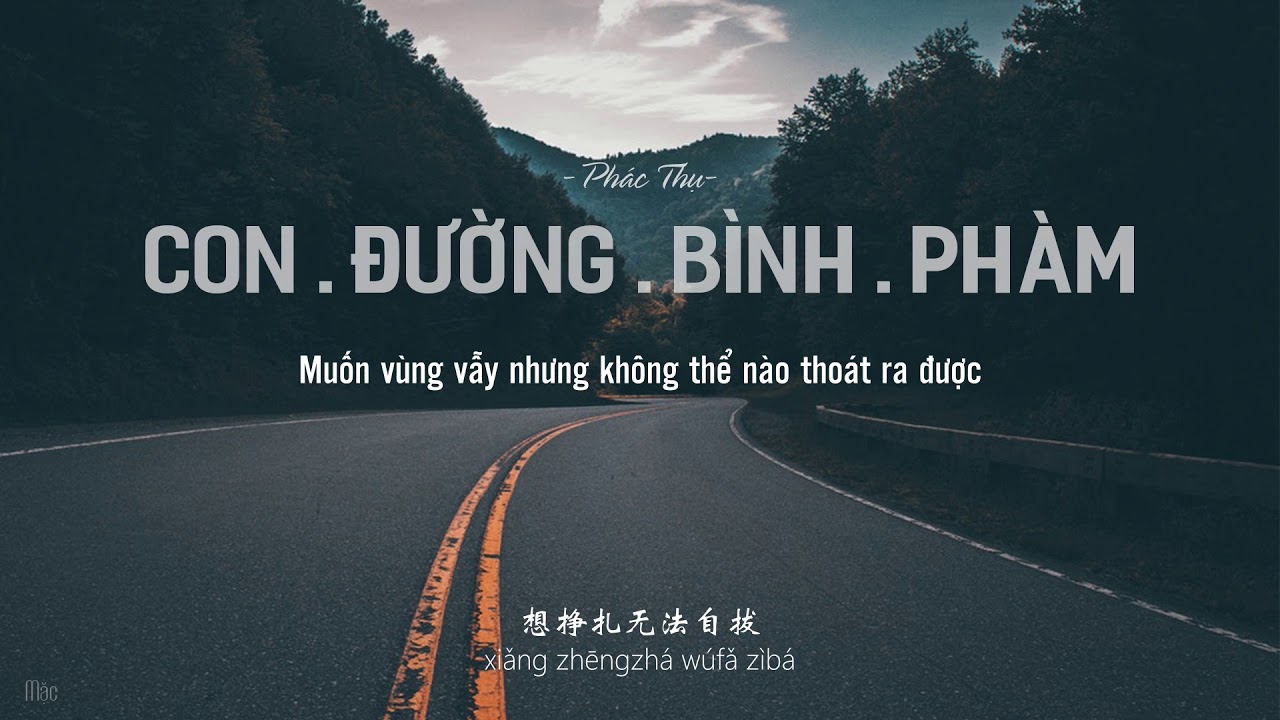 - Phác Thụ-
CON . ĐƯỜNG . BÌNH . PHÀM
Muốn vùng vẫy nhưng không thể nào thoát ra được
想挣扎无法自拔
xiǎng zhēngzhá wúfǎ zìbá
Mặc